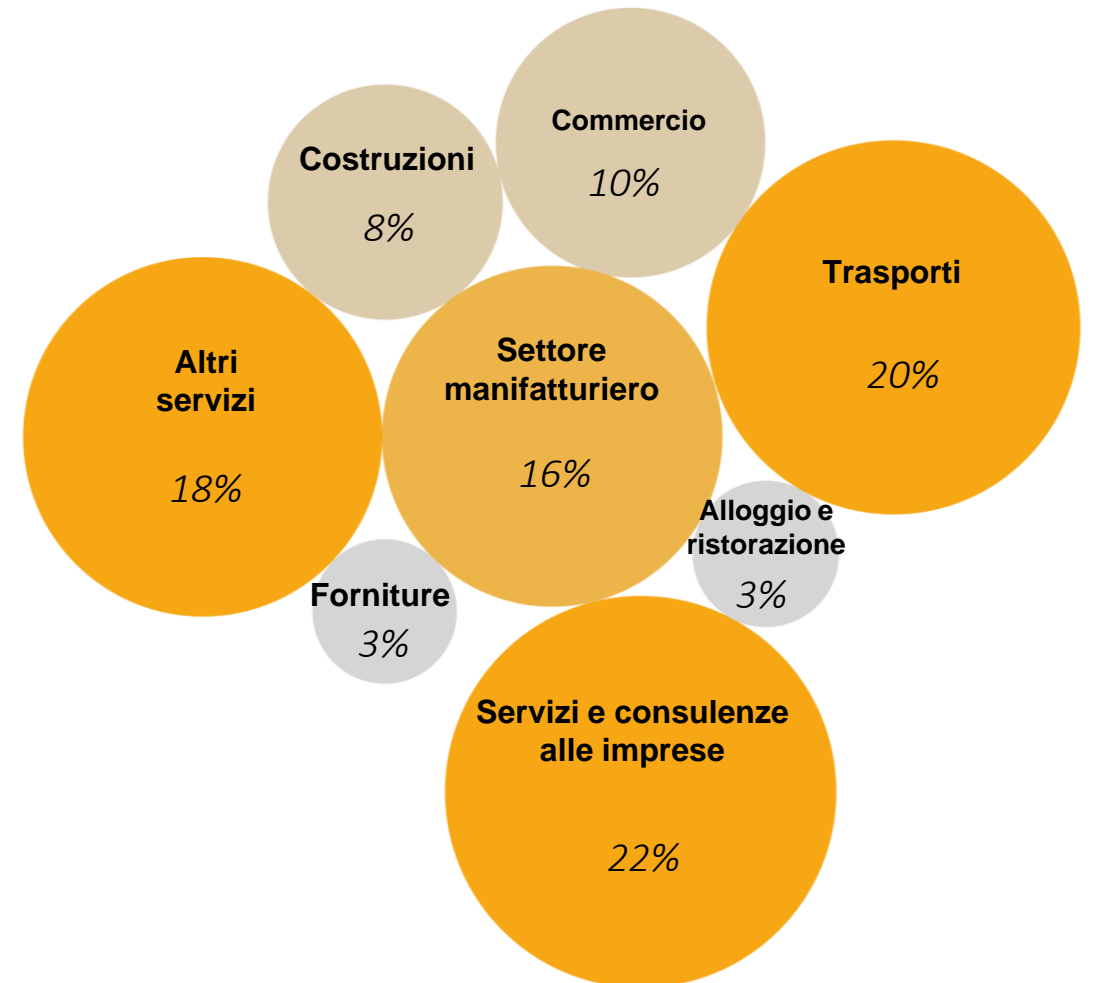 Commercio
10%
Costruzioni
8%
Trasporti
20%
Altri
servizi
18%
Settore
manifatturiero
16%
Alloggio e
ristorazione
3%
Forniture
3%
Servizi e consulenze
alle imprese
22%